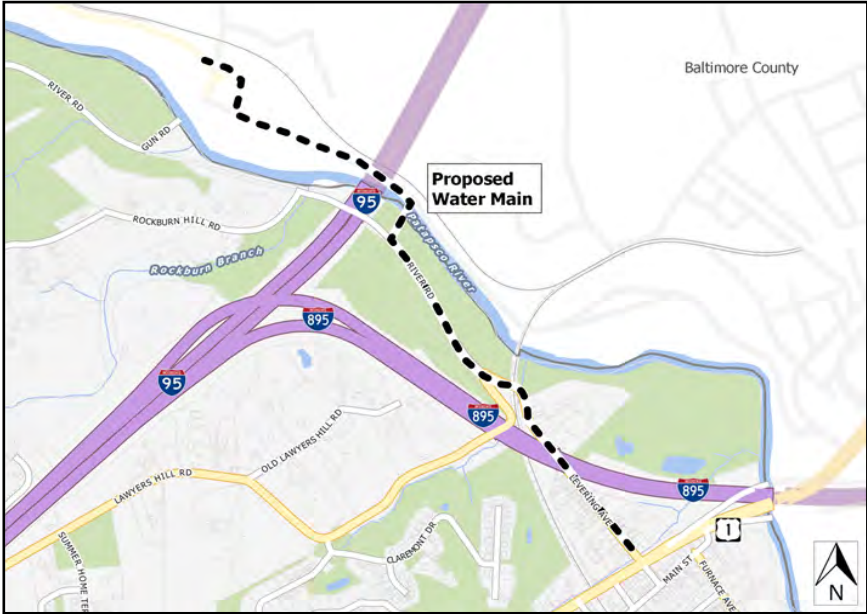 Baltimore County
RIVER RD
GUN RD
Proposed
Water Main
95
ROCKBURN HILL RD
Patapsco River
Rockburn Branch
RIVER RD
895
95
895
OLD LAWYERS HILL RD
LAWYERS HILL RD
LEVERING AVE
895
1
CLAREMONT DR
MAIN ST
SUMMER HOME TER
FURNACE AVE
N